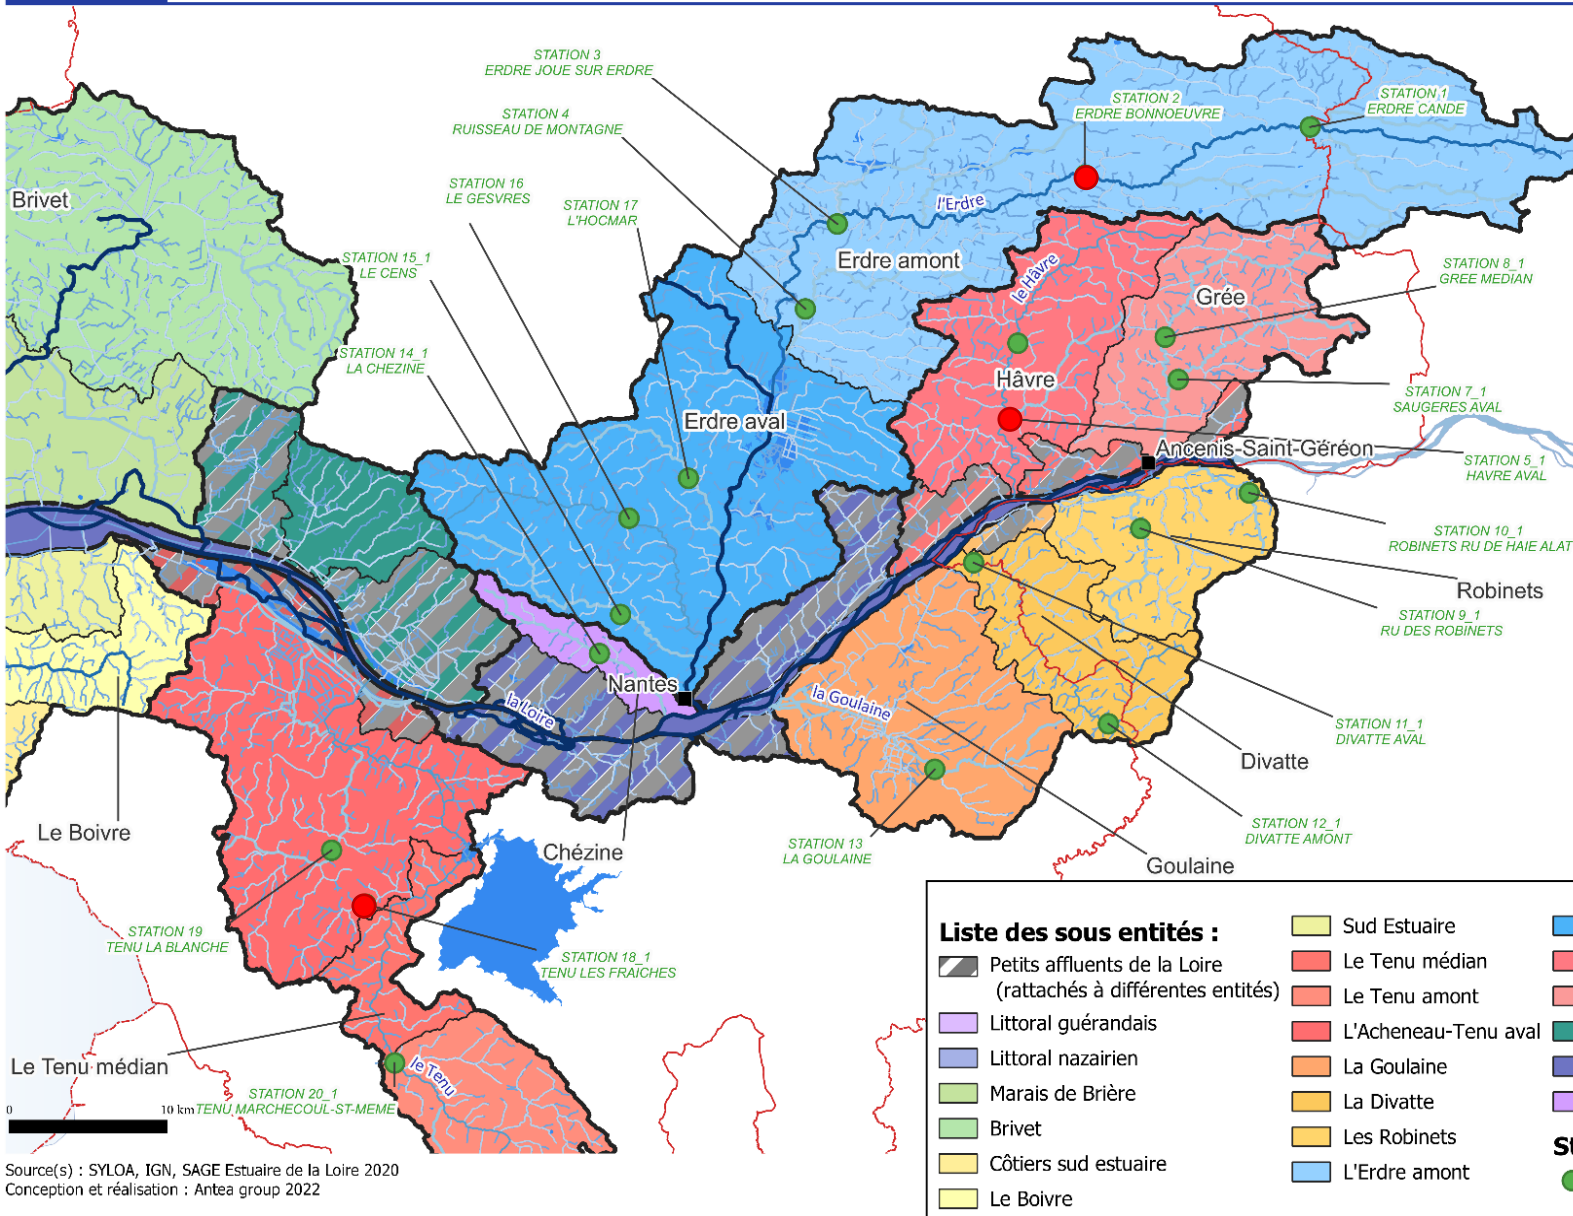 STATION 3
ERDRE JOUE SUR ERDRE
STATION 4
RUISSEAU DE MONTAGNE
STATION 2
ERDRE BONNOEUVRE
STATION 1
ERDRE CANDE
STATION 16
LE GESVRES
STATION 17
L'HOCMAR
Brivet
l'Erdre
STATION 15_1
LE CENS
Erdre amont
le Hâvre
STATION 8_1
GREE MEDIAN
Grée
STATION 14_1
LA CHEZINE
Hâvre
STATION 7_1
SAUGERES AVAL
Erdre aval
Ancenis-Saint-Géréon
STATION 5_1
HAVRE AVAL
STATION 10_1
ROBINETS RU DE HAIE ALAT
Robinets
STATION 9_1
RU DES ROBINETS
Nantes
la Loire
la Goulaine
STATION 11_1
DIVATTE AVAL
Divatte
Le Boivre
Chézine
STATION 13
LA GOULAINE
STATION 12_1
DIVATTE AMONT
Goulaine
STATION 19
TENU LA BLANCHE
STATION 18_1
TENU LES FRAICHES
Le Tenu médian
le Tenu
STATION 20_1
TENU MARCHECOUL-ST-MEME
0 10 km
Source(s) : SYLOA, IGN, SAGE Estuaire de la Loire 2020
Conception et réalisation : Antea group 2022
Liste des sous entités :
Petits affluents de la Loire
(rattachés à différentes entités)
Littoral guérandais
Littoral nazairien
Marais de Brière
Brivet
Côtiers sud estuaire
Le Boivre
Sud Estuaire
Le Tenu médian
Le Tenu amont
L'Acheneau-Tenu aval
La Goulaine
La Divatte
Les Robinets
L'Erdre amont